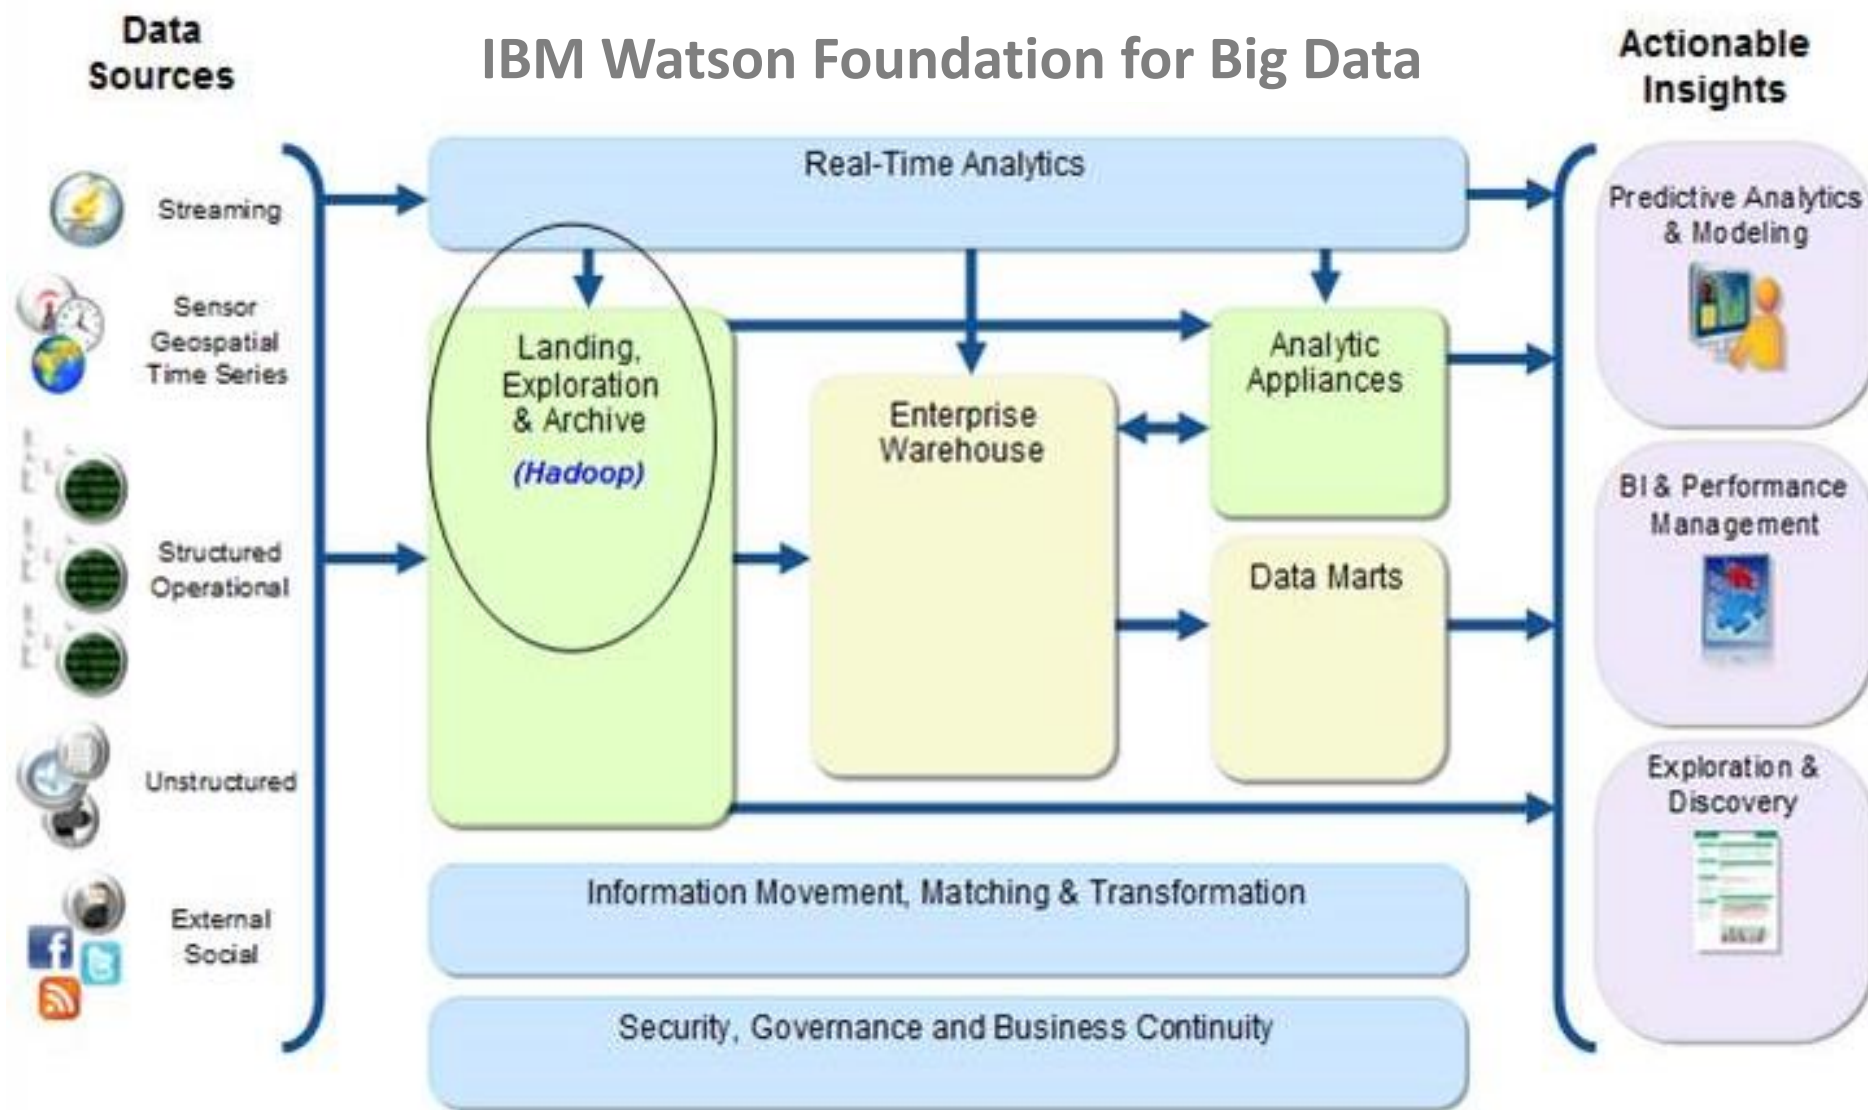 Data
Sources
IBM Watson Foundation for Big Data
Actionable
Insights
Streaming
Sensor
Geospatial
Time Series
Structured
Operational
Unstructured
External
Social
Real-Time Analytics
Landing,
Exploration
& Archive
(Hadoop)
Enterprise
Warehouse
Analytic
Appliances
Data Marts
Information Movement, Matching & Transformation
Security, Governance and Business Continuity
Predictive Analytics
& Modeling
BI & Performance
Management
Exploration &
Discovery